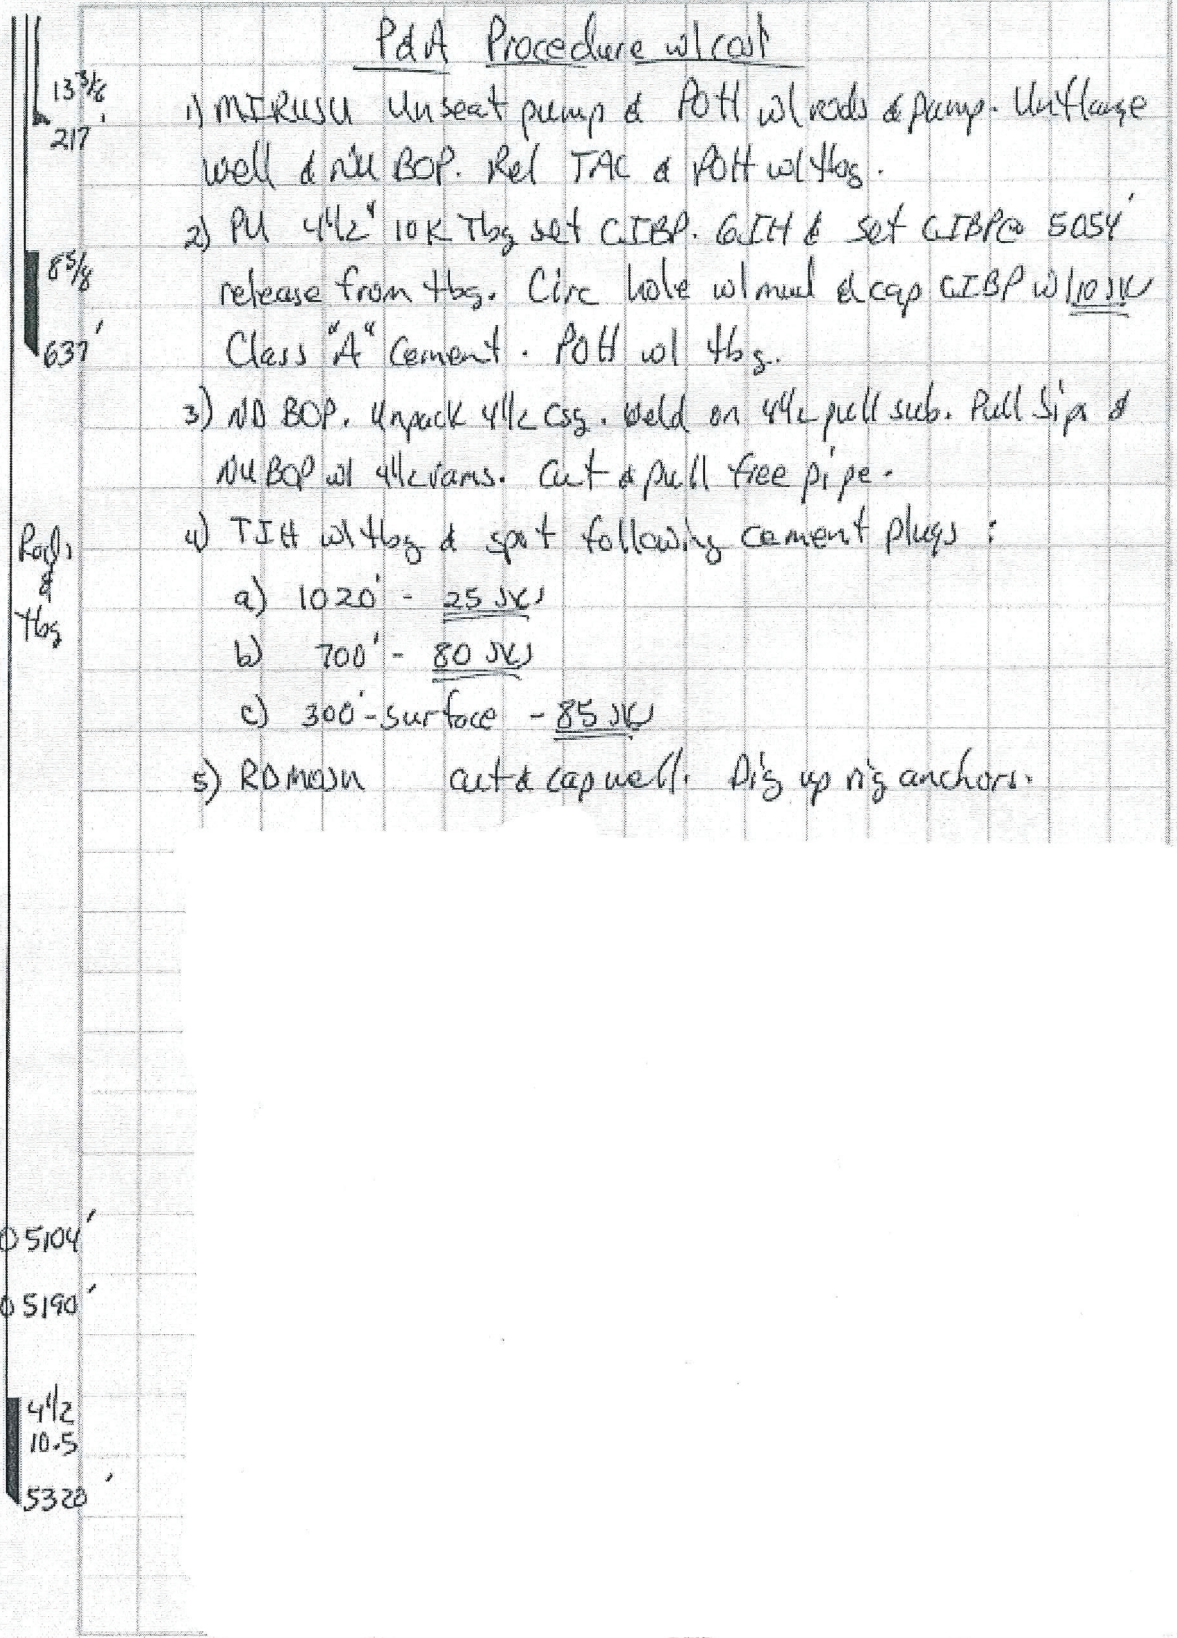 P&A Procedure w/cost
13 3/8
217'
1) MIRUSU Unseat pump & POH w/ rods & pump. Unflange
well & NU BOP. Rel TAC & POH w/ tbg.
2) PU 4 1/2" 10K Tbg set CIBP. GIH & set CIBP@ 5054'
8 5/8
release from tbg. Circ hole w/ mud & cap CIBP w/ 10 sks
637'
Class "A" Cement. POH w/ tbg.
3) ND BOP. Unpack 4 1/2 csg. Weld on 4 1/2 pull sub. Pull slips &
NU BOP w/ 4 1/2 rams. Cut & pull free pipe.
Rods
&
tbg
4) TIH w/ tbg & spot following cement plugs :
a) 1020' - 25 sks
b) 700' - 80 sks
c) 300'-surface - 85 sks
5) RDMOSU cut & cap well. Dig up rig anchors.
5104'
5190'
4 1/2
10.5
5320'